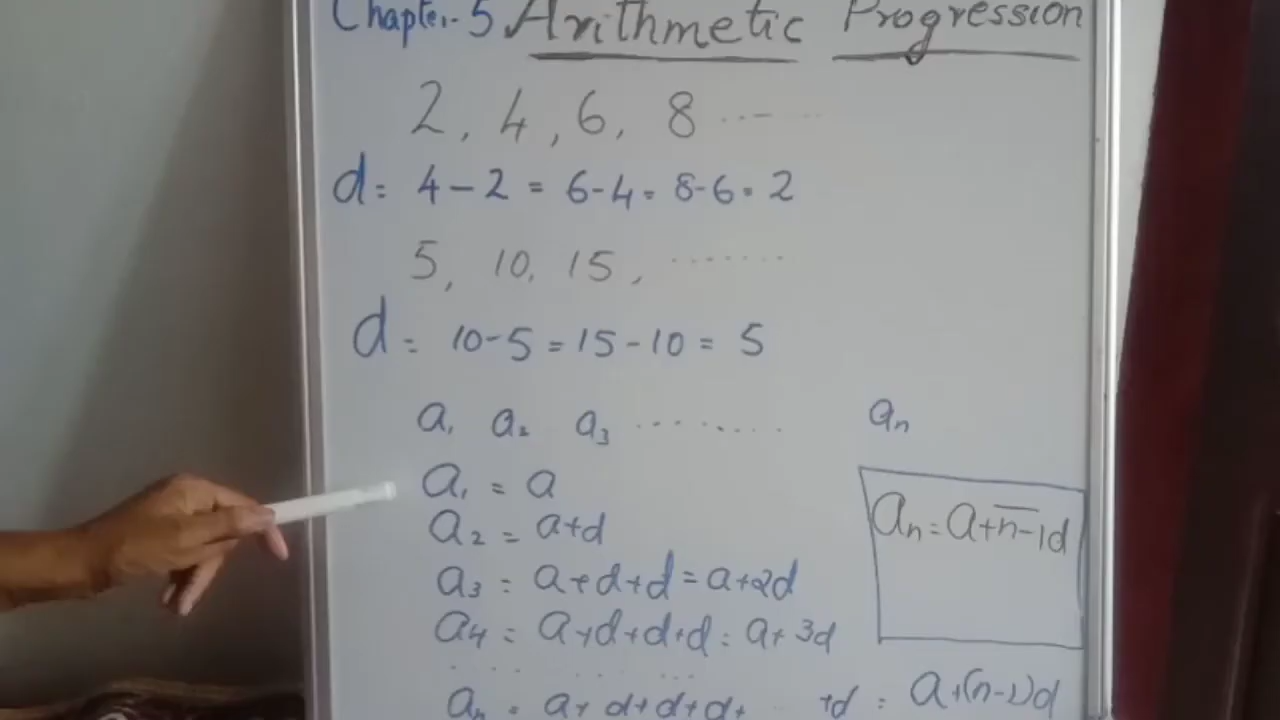 Chapter. 5 Arithmetic Progression
2, 4, 6, 8 ........
d = 4 - 2 = 6-4 = 8-6 = 2
5, 10, 15, ........
d = 10-5 = 15-10 = 5
a₁ a₂ a₃ ........ aₙ
a₁ = a
a₂ = a+d
a₃ = a+d+d = a+2d
a₄ = a+d+d+d = a+3d
........
aₙ = a+d+d+d+ ... +d = a+(n-1)d
aₙ = a+n̅-̅1̅d